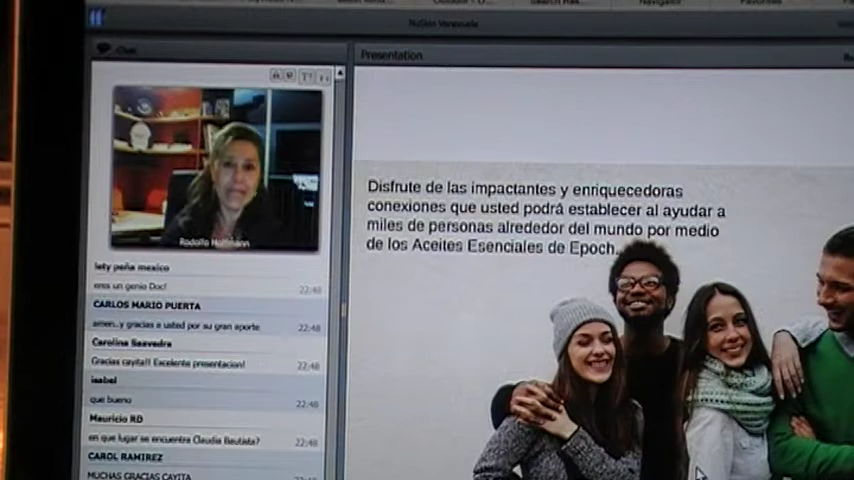 NuSkin Venezuela
Chat
Presentation
Rodolfo Hoffmann
lety peña mexico
eres un genio Doc!
22:48
CARLOS MARIO PUERTA
amen..y gracias a usted por su gran aporte
22:48
Carolina Saavedra
Gracias cayita!! Excelente presentacion!
22:48
isabel
que bueno
22:48
Mauricio RD
en que lugar se encuentra Claudia Bautista?
22:48
CAROL RAMIREZ
MUCHAS GRACIAS CAYITA
Disfrute de las impactantes y enriquecedoras
conexiones que usted podrá establecer al ayudar a
miles de personas alrededor del mundo por medio
de los Aceites Esenciales de Epoch.